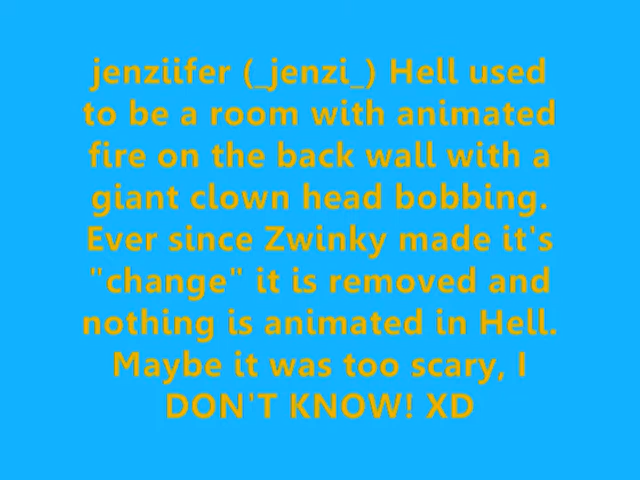 jenziifer (_jenzi_) Hell used
to be a room with animated
fire on the back wall with a
giant clown head bobbing.
Ever since Zwinky made it's
"change" it is removed and
nothing is animated in Hell.
Maybe it was too scary, I
DON'T KNOW! XD